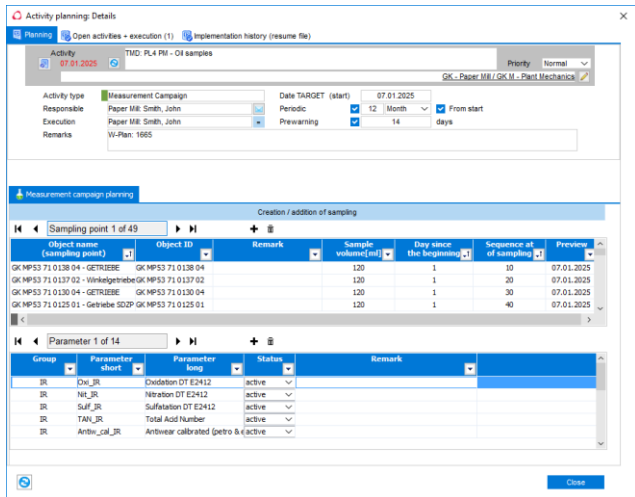 Activity planning: Details
Planning Open activities + execution (1) Implementation history (resume file)
Activity TMD: PL4 PM - Oil samples
07.01.2025 Priority Normal
GK - Paper Mill / GK M - Plant Mechanics
Activity type Measurement Campaign Date TARGET (start) 07.01.2025
Responsible Paper Mill: Smith, John Periodic 12 Month From start
Execution Paper Mill: Smith, John Prewarning 14 days
Remarks W-Plan: 1665
Measurement campaign planning
Creation / addition of sampling
Sampling point 1 of 49
Object name (sampling point) Object ID Remark Sample volume[ml] Day since the beginning Sequence at of sampling Preview
GK MP53 71 0138 04 - GETRIEBE GK MP53 71 0138 04 120 1 10 07.01.2025
GK MP53 71 0137 02 - Winkelgetriebe GK MP53 71 0137 02 120 1 20 07.01.2025
GK MP53 71 0130 04 - GETRIEBE GK MP53 71 0130 04 120 1 30 07.01.2025
GK MP53 71 0125 01 - Getriebe SDZP GK MP53 71 0125 01 120 1 40 07.01.2025
Parameter 1 of 14
Group Parameter short Parameter long Status Remark
IR Oxi_IR Oxidation DT E2412 active
IR Nit_IR Nitration DT E2412 active
IR Sulf_IR Sulfatation DT E2412 active
IR TAN_IR Total Acid Number active
IR Antiw_cal_IR Antiwear calibrated (petro & e active
Close